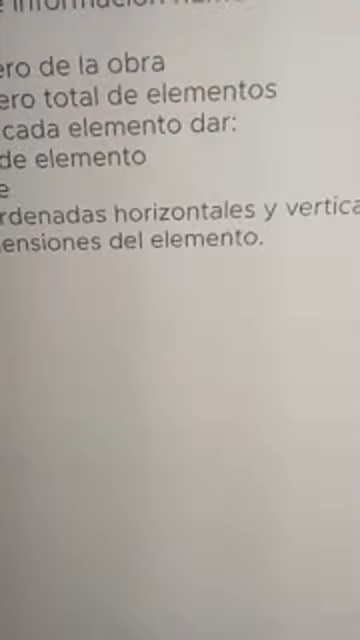 información
ero de la obra
ero total de elementos
cada elemento dar:
de elemento
e
rdenadas horizontales y vertica
ensiones del elemento.